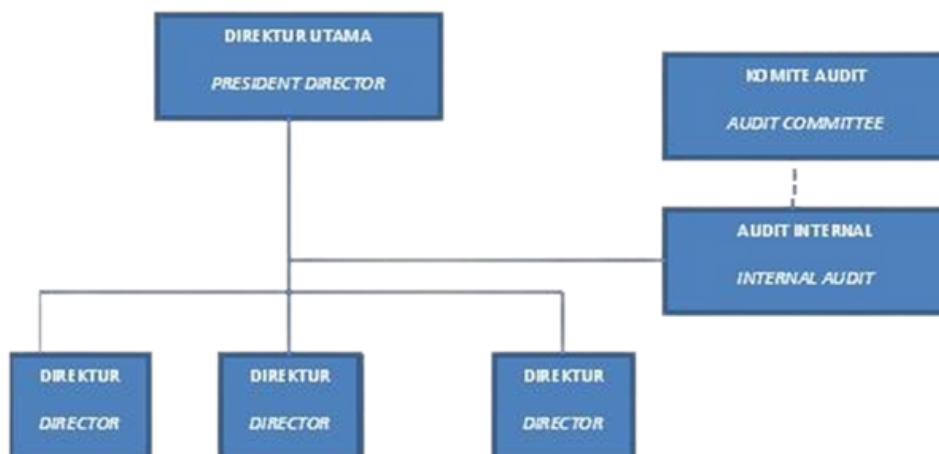 DIREKTUR UTAMA
PRESIDENT DIRECTOR
KOMITE AUDIT
AUDIT COMMITTEE
AUDIT INTERNAL
INTERNAL AUDIT
DIREKTUR
DIRECTOR
DIREKTUR
DIRECTOR
DIREKTUR
DIRECTOR